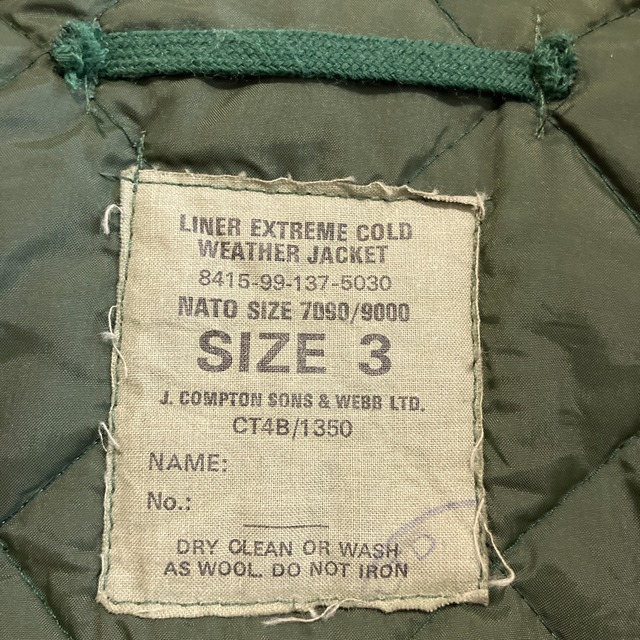 LINER EXTREME COLD
WEATHER JACKET
8415-99-137-5030
NATO SIZE 7090/9000
SIZE 3
J. COMPTON SONS & WEBB LTD.
CT4B/1350
NAME:
No.:
DRY CLEAN OR WASH
AS WOOL. DO NOT IRON